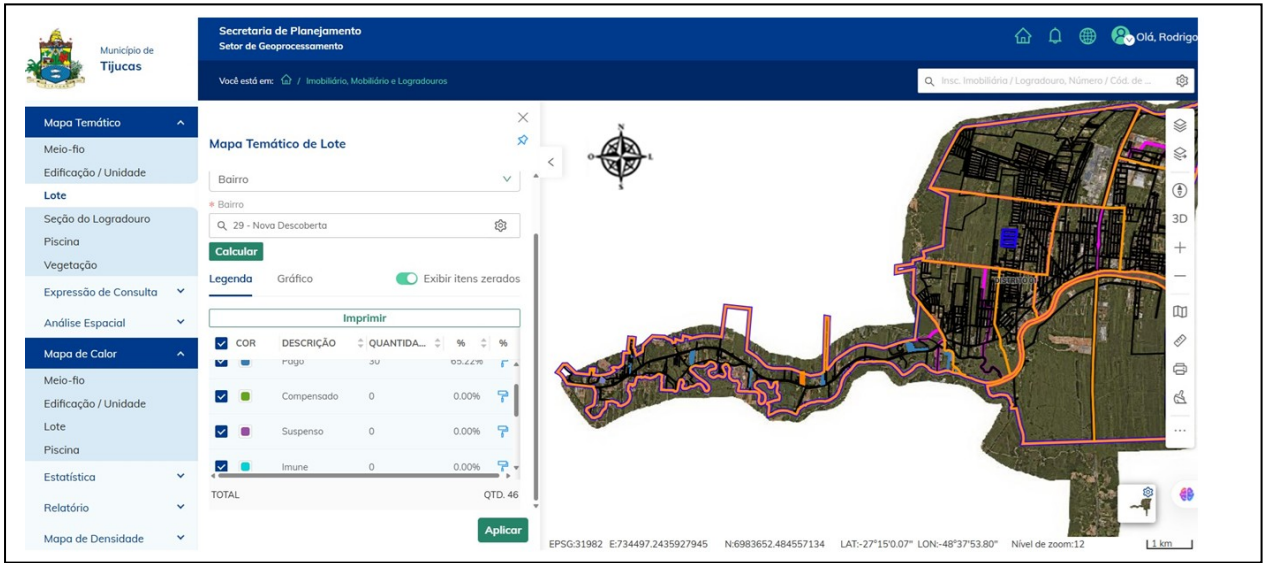 Município de
Tijucas
Secretaria de Planejamento
Setor de Geoprocessamento
Olá, Rodrigo
Você está em: / Imobiliário, Mobiliário e Logradouros
Insc. Imobiliária / Logradouro, Número / Cód. de ...
Mapa Temático
Meio-fio
Edificação / Unidade
Lote
Seção do Logradouro
Piscina
Vegetação
Expressão de Consulta
Análise Espacial
Mapa de Calor
Meio-fio
Edificação / Unidade
Lote
Piscina
Estatística
Relatório
Mapa de Densidade
Mapa Temático de Lote
Bairro
* Bairro
29 - Nova Descoberta
Calcular
Legenda Gráfico Exibir itens zerados
Imprimir
COR DESCRIÇÃO QUANTIDA... % %
Pago 30 65.22%
Compensado 0 0.00%
Suspenso 0 0.00%
Imune 0 0.00%
TOTAL QTD. 46
Aplicar
N
O L
S
3D
EPSG:31982 E:734497.2435927945 N:6983652.484557134 LAT:-27°15'0.07" LON:-48°37'53.80" Nível de zoom:12 1 km